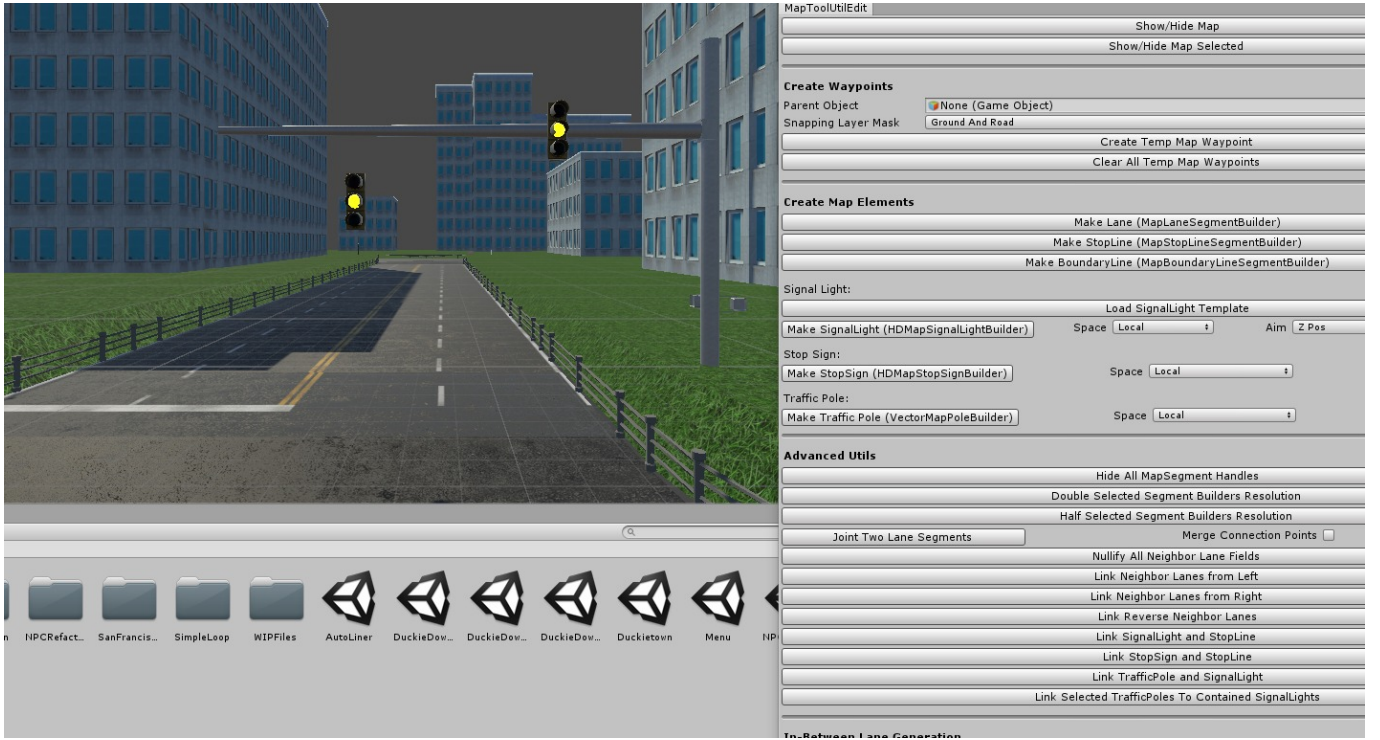 MapToolUtilEdit
Show/Hide Map
Show/Hide Map Selected
Create Waypoints
Parent Object None (Game Object)
Snapping Layer Mask Ground And Road
Create Temp Map Waypoint
Clear All Temp Map Waypoints
Create Map Elements
Make Lane (MapLaneSegmentBuilder)
Make StopLine (MapStopLineSegmentBuilder)
Make BoundaryLine (MapBoundaryLineSegmentBuilder)
Signal Light:
Load SignalLight Template
Make SignalLight (HDMapSignalLightBuilder) Space Local Aim Z Pos
Stop Sign:
Make StopSign (HDMapStopSignBuilder) Space Local
Traffic Pole:
Make Traffic Pole (VectorMapPoleBuilder) Space Local
Advanced Utils
Hide All MapSegment Handles
Double Selected Segment Builders Resolution
Half Selected Segment Builders Resolution
Joint Two Lane Segments Merge Connection Points
Nullify All Neighbor Lane Fields
Link Neighbor Lanes from Left
Link Neighbor Lanes from Right
Link Reverse Neighbor Lanes
Link SignalLight and StopLine
Link StopSign and StopLine
Link TrafficPole and SignalLight
Link Selected TrafficPoles To Contained SignalLights
In-Between Lane Generation
n NPCRefact... SanFrancis... SimpleLoop WIPFiles AutoLiner DuckieDow... DuckieDow... DuckieDow... Duckietown Menu NP